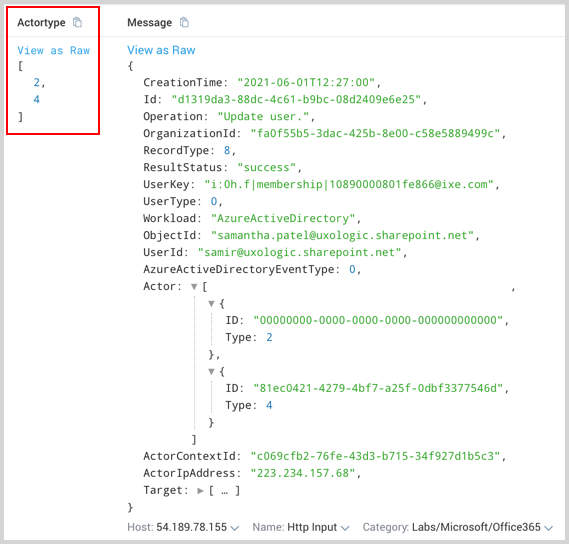 Actortype
View as Raw
[
2,
4
]
Message
View as Raw
{
CreationTime: "2021-06-01T12:27:00",
Id: "d1319da3-88dc-4c61-b9bc-08d2409e6e25",
Operation: "Update user.",
OrganizationId: "fa0f55b5-3dac-425b-8e00-c58e5889499c",
RecordType: 8,
ResultStatus: "success",
UserKey: "i:0h.f|membership|10890000801fe866@ixe.com",
UserType: 0,
Workload: "AzureActiveDirectory",
ObjectId: "samantha.patel@uxologic.sharepoint.net",
UserId: "samir@uxologic.sharepoint.net",
AzureActiveDirectoryEventType: 0,
Actor: ▼ [ ,
▼ {
ID: "00000000-0000-0000-0000-000000000000",
Type: 2
},
▼ {
ID: "81ec0421-4279-4bf7-a25f-0dbf3377546d",
Type: 4
}
]
ActorContextId: "c069cfb2-76fe-43d3-b715-34f927d1b5c3",
ActorIpAddress: "223.234.157.68",
Target: ▶ [ … ]
}
Host: 54.189.78.155 Name: Http Input Category: Labs/Microsoft/Office365